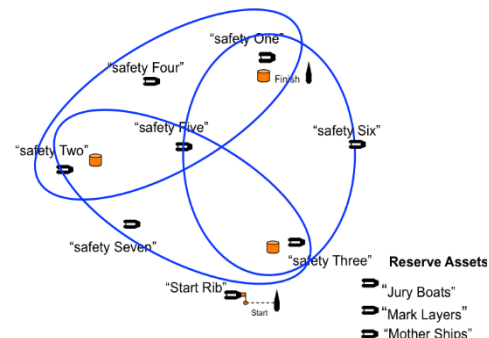 "safety One"
"safety Four"
Finish
"safety Five"
"safety Six"
"safety Two"
"safety Seven"
"safety Three"
Reserve Assets
"Start Rib"
"Jury Boats"
Start
"Mark Layers"
"Mother Ships"